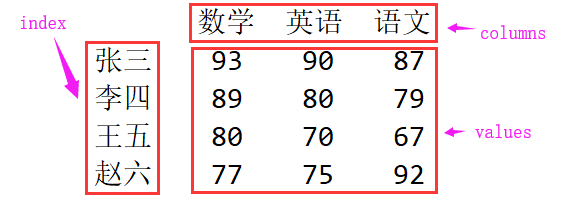 index
数学 英语 语文
columns
张三 93 90 87
李四 89 80 79
王五 80 70 67
values
赵六 77 75 92